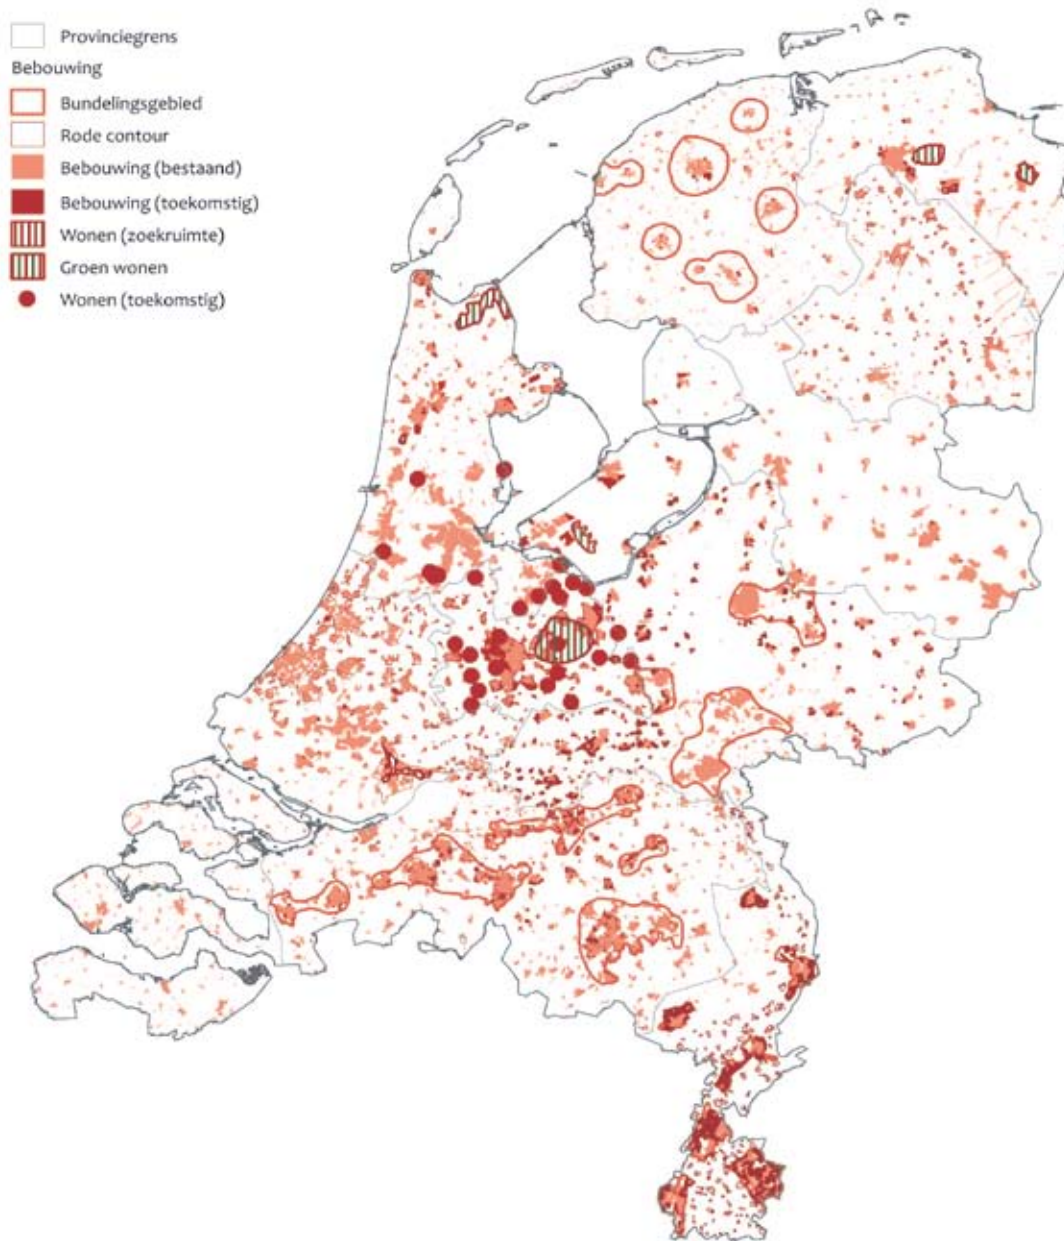 Provinciegrens
Bebouwing
Bundelingsgebied
Rode contour
Bebouwing (bestaand)
Bebouwing (toekomstig)
Wonen (zoekruimte)
Groen wonen
Wonen (toekomstig)